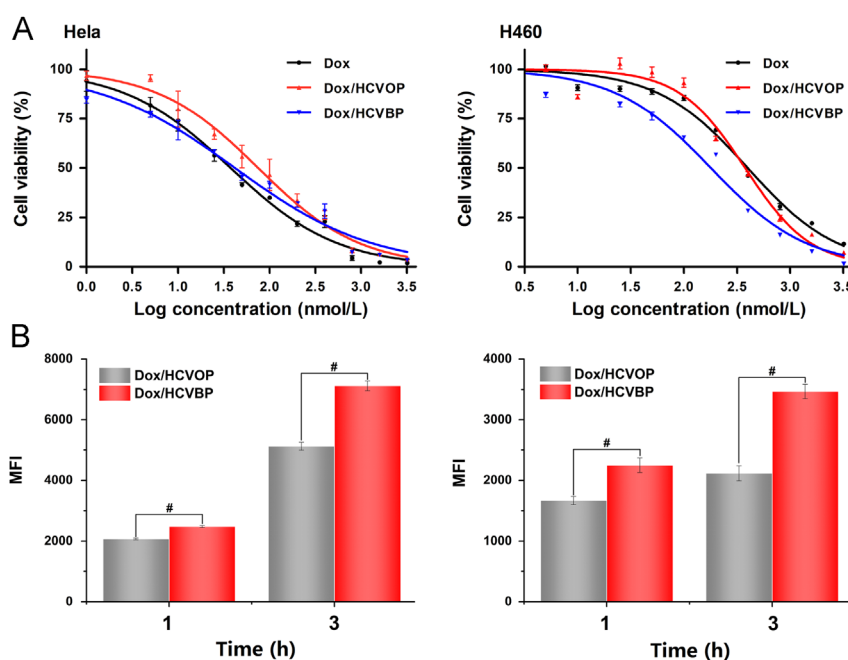 A
Hela
Dox
Dox/HCVOP
Dox/HCVBP
Cell viability (%)
100
75
50
25
0
0.0 0.5 1.0 1.5 2.0 2.5 3.0 3.5
Log concentration (nmol/L)
H460
Dox
Dox/HCVOP
Dox/HCVBP
Cell viability (%)
100
75
50
25
0
0.5 1.0 1.5 2.0 2.5 3.0 3.5
Log concentration (nmol/L)
B
Dox/HCVOP
Dox/HCVBP
#
#
MFI
8000
6000
4000
2000
0
1 3
Time (h)
Dox/HCVOP
Dox/HCVBP
#
#
MFI
4000
3000
2000
1000
0
1 3
Time (h)